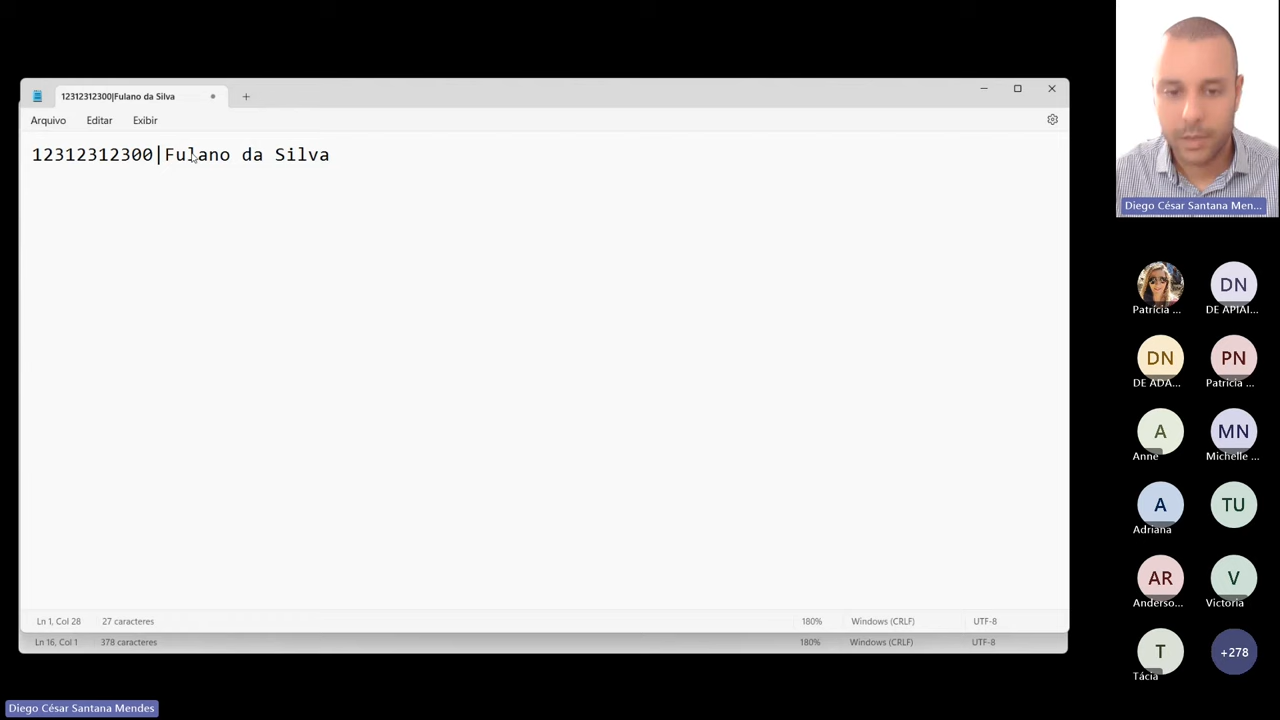 12312312300|Fulano da Silva
Arquivo
Editar
Exibir
12312312300|Fulano da Silva
Ln 1, Col 28
27 caracteres
180%
Windows (CRLF)
UTF-8
Ln 16, Col 1
378 caracteres
180%
Windows (CRLF)
UTF-8
Diego César Santana Mendes
Diego César Santana Men...
Patrícia ...
DN
DE APIAI...
DN
DE ADA...
PN
Patricia ...
A
Anne
MN
Michelle ...
A
Adriana
TU
AR
Anderso...
V
Victoria
T
Tácia
+278